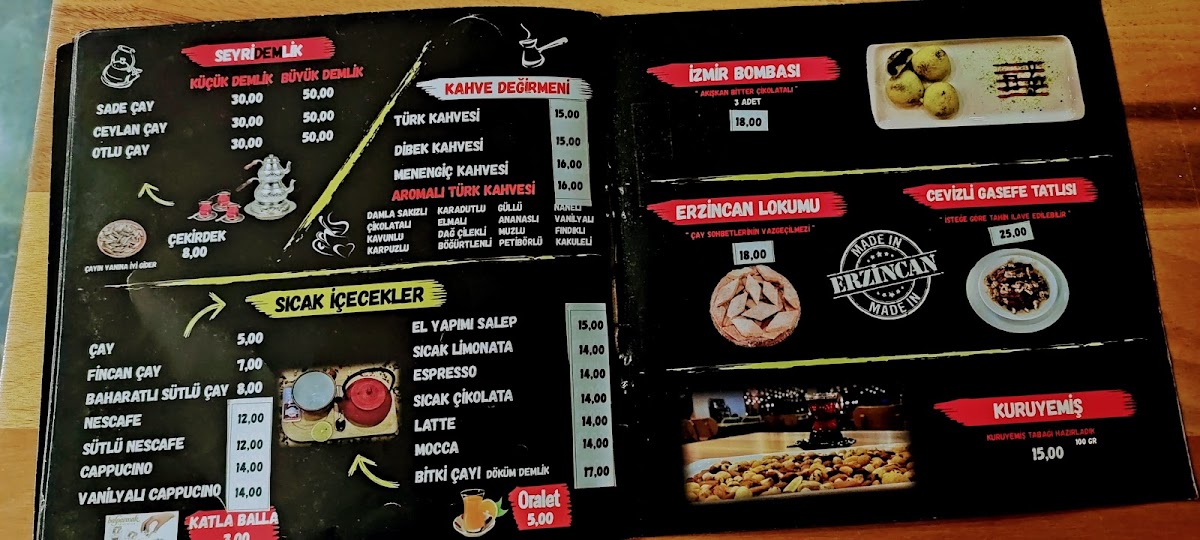 SEYRİDEMLİK
KÜÇÜK DEMLİK BÜYÜK DEMLİK
SADE ÇAY 30,00 50,00
CEYLAN ÇAY 30,00 50,00
OTLU ÇAY 30,00 50,00
ÇEKİRDEK
8,00
ÇAYIN YANINA İYİ GİDER
KAHVE DEĞİRMENİ
TÜRK KAHVESİ 15,00
DİBEK KAHVESİ 15,00
MENENGİÇ KAHVESİ 16,00
AROMALI TÜRK KAHVESİ 16,00
DAMLA SAKIZLI KARADUTLU GÜLLÜ NANELİ
ÇİKOLATALI ELMALI ANANASLI VANİLYALI
KAVUNLU DAĞ ÇİLEKLİ MUZLU FINDIKLI
KARPUZLU BÖĞÜRTLENLİ PETİBÖRLÜ KAKULELİ
SICAK İÇECEKLER
ÇAY 5,00
FİNCAN ÇAY 7,00
BAHARATLI SÜTLÜ ÇAY 8,00
NESCAFE 12,00
SÜTLÜ NESCAFE 12,00
CAPPUCINO 14,00
VANİLYALI CAPPUCINO 14,00
KATLA BALLA
EL YAPIMI SALEP 15,00
SICAK LİMONATA 14,00
ESPRESSO 14,00
SICAK ÇİKOLATA 14,00
LATTE 14,00
MOCCA 14,00
BİTKİ ÇAYI DÖKÜM DEMLİK 17,00
Oralet
5,00
İZMİR BOMBASI
" AKIŞKAN BİTTER ÇİKOLATALI "
3 ADET
18,00
ERZİNCAN LOKUMU
" ÇAY SOHBETLERİNİN VAZGEÇİLMEZİ "
18,00
MADE IN
ERZİNCAN
MADE IN
CEVİZLİ GASEFE TATLISI
" İSTEĞE GÖRE TAHİN İLAVE EDİLEBİLİR "
25,00
KURUYEMİŞ
KURUYEMİŞ TABAĞI HAZIRLADIK
100 GR
15,00